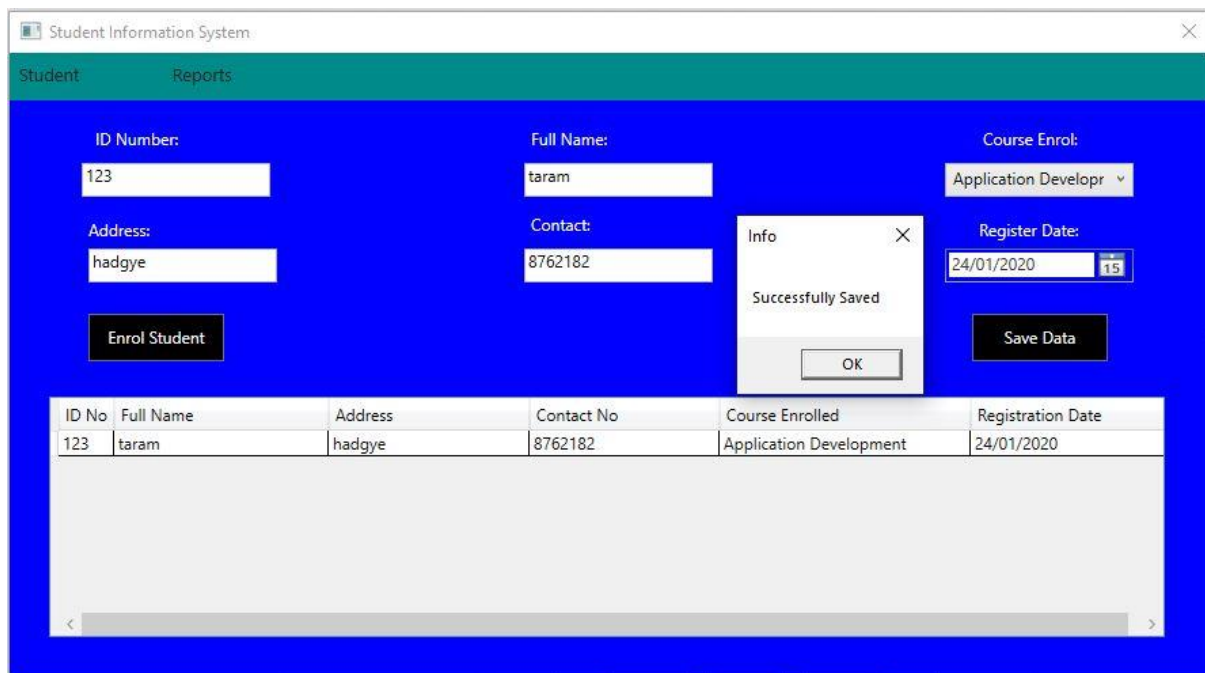 Student Information System
Student Reports
ID Number: Full Name: Course Enrol:
123 taram Application Developr
Address: Contact: Register Date:
hadgye 8762182 24/01/2020 15
Info
Successfully Saved
OK
Enrol Student Save Data
ID No Full Name Address Contact No Course Enrolled Registration Date
123 taram hadgye 8762182 Application Development 24/01/2020